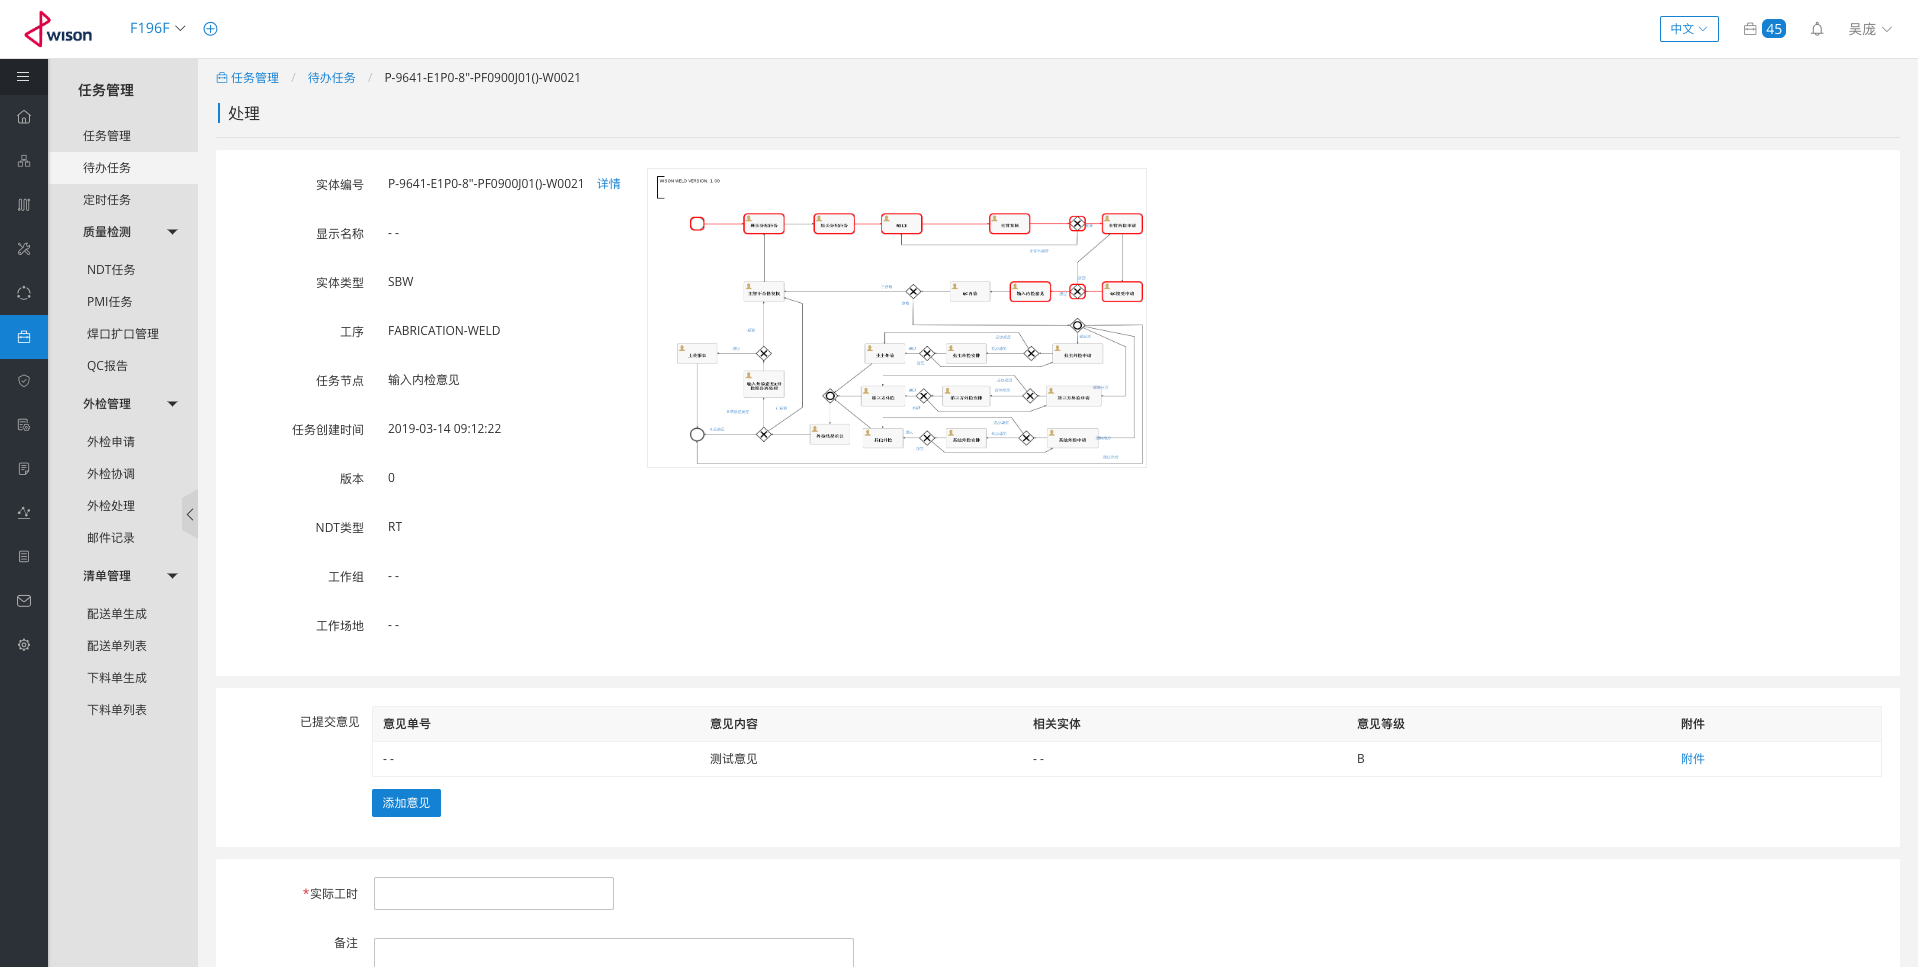 wison
F196F
中文
45
吴庞
任务管理
任务管理
待办任务
定时任务
质量检测
NDT任务
PMI任务
焊口扩口管理
QC报告
外检管理
外检申请
外检协调
外检处理
邮件记录
清单管理
配送单生成
配送单列表
下料单生成
下料单列表
任务管理 / 待办任务 / P-9641-E1P0-8"-PF0900J01()-W0021
处理
实体编号 P-9641-E1P0-8"-PF0900J01()-W0021 详情
显示名称 - -
实体类型 SBW
工序 FABRICATION-WELD
任务节点 输入内检意见
任务创建时间 2019-03-14 09:12:22
版本 0
NDT类型 RT
工作组 - -
工作场地 - -
WISON WELD VERSION: 1.00
已提交意见
意见单号 意见内容 相关实体 意见等级 附件
- - 测试意见 - - B 附件
添加意见
*实际工时
备注